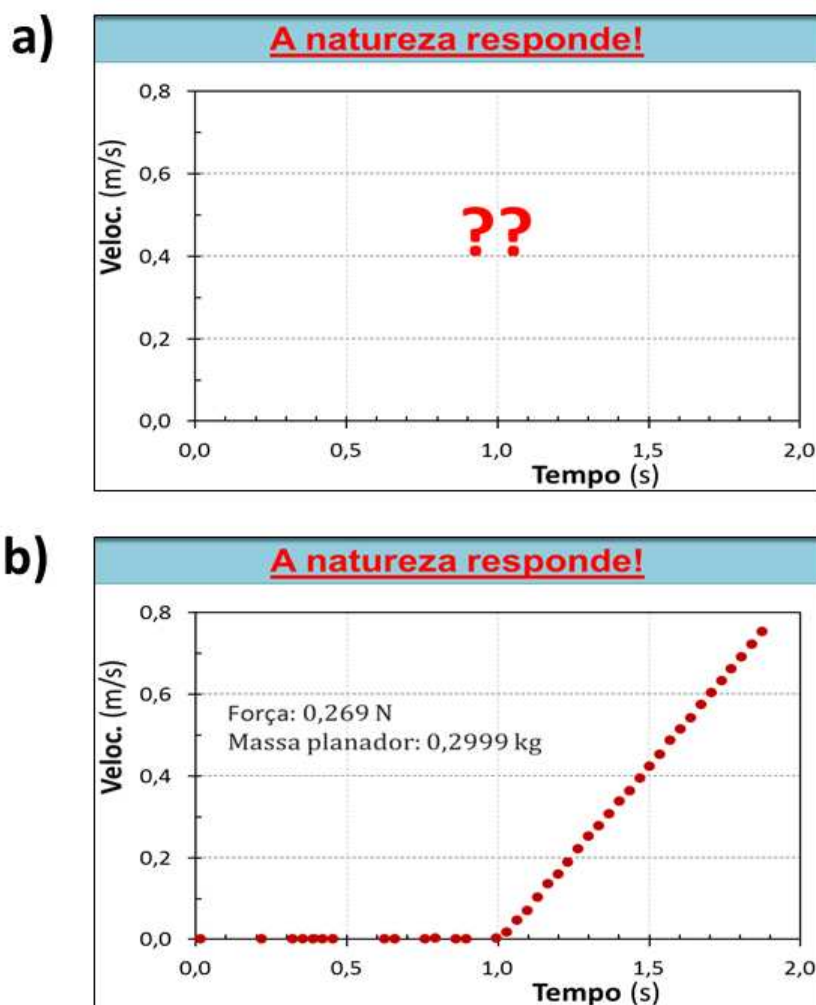 a)
A natureza responde!
0,8
0,6
0,4
0,2
0,0
Veloc. (m/s)
??
0,0 0,5 1,0 1,5 2,0
Tempo (s)
b)
A natureza responde!
0,8
0,6
0,4
0,2
0,0
Veloc. (m/s)
Força: 0,269 N
Massa planador: 0,2999 kg
0,0 0,5 1,0 1,5 2,0
Tempo (s)